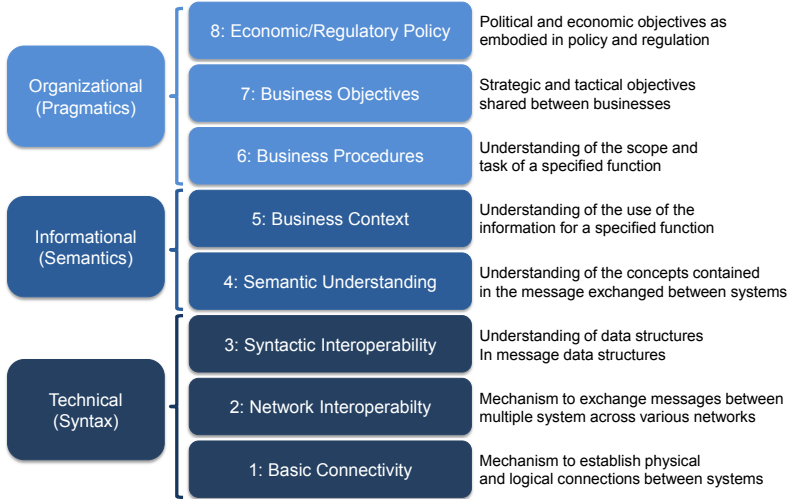 Organizational
(Pragmatics)
8: Economic/Regulatory Policy
Political and economic objectives as
embodied in policy and regulation
7: Business Objectives
Strategic and tactical objectives
shared between businesses
6: Business Procedures
Understanding of the scope and
task of a specified function
Informational
(Semantics)
5: Business Context
Understanding of the use of the
information for a specified function
4: Semantic Understanding
Understanding of the concepts contained
in the message exchanged between systems
Technical
(Syntax)
3: Syntactic Interoperability
Understanding of data structures
In message data structures
2: Network Interoperabilty
Mechanism to exchange messages between
multiple system across various networks
1: Basic Connectivity
Mechanism to establish physical
and logical connections between systems